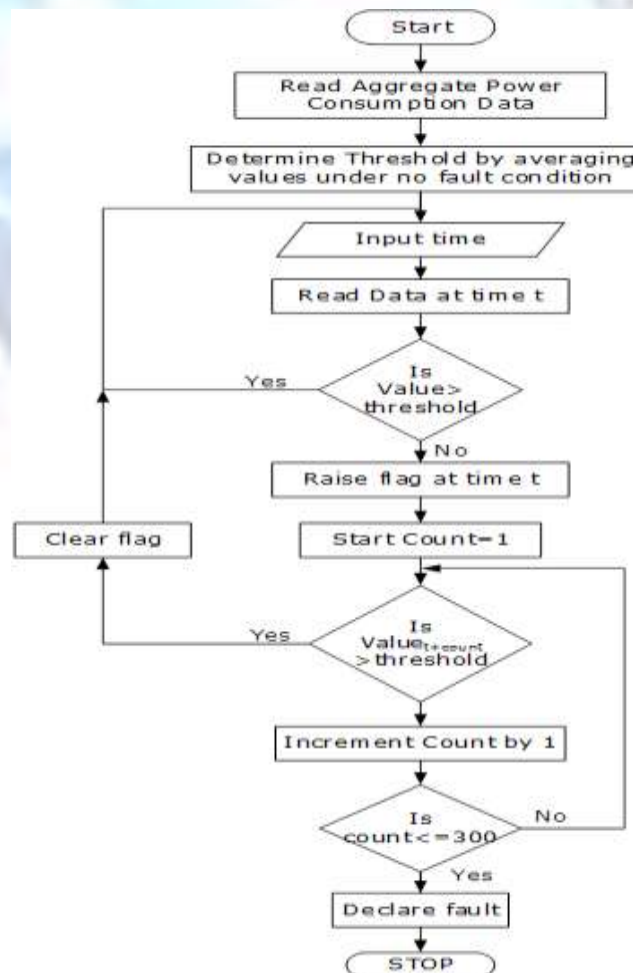 Start
Read Aggregate Power
Consumption Data
Determine Threshold by averaging
values under no fault condition
Input time
Read Data at time t
Is
Value>
threshold
Yes
No
Raise flag at time t
Clear flag
Start Count=1
Is
Value t+count
>threshold
Yes
Increment Count by 1
Is
count<=300
No
Yes
Declare fault
STOP